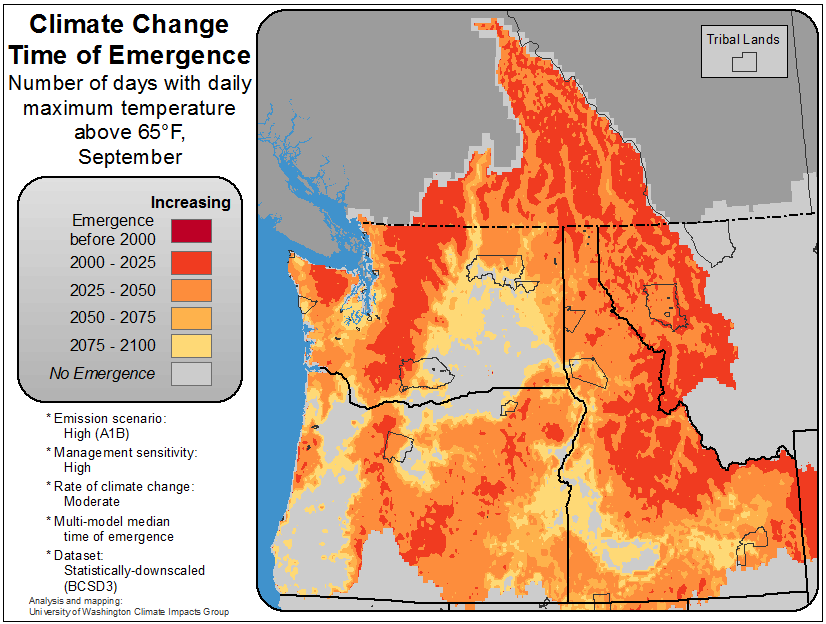 Climate Change
Time of Emergence
Number of days with daily
maximum temperature
above 65°F,
September
Increasing
Emergence
before 2000
2000 - 2025
2025 - 2050
2050 - 2075
2075 - 2100
No Emergence
* Emission scenario:
High (A1B)
* Management sensitivity:
High
* Rate of climate change:
Moderate
* Multi-model median
time of emergence
* Dataset:
Statistically-downscaled
(BCSD3)
Analysis and mapping:
University of Washington Climate Impacts Group
Tribal Lands